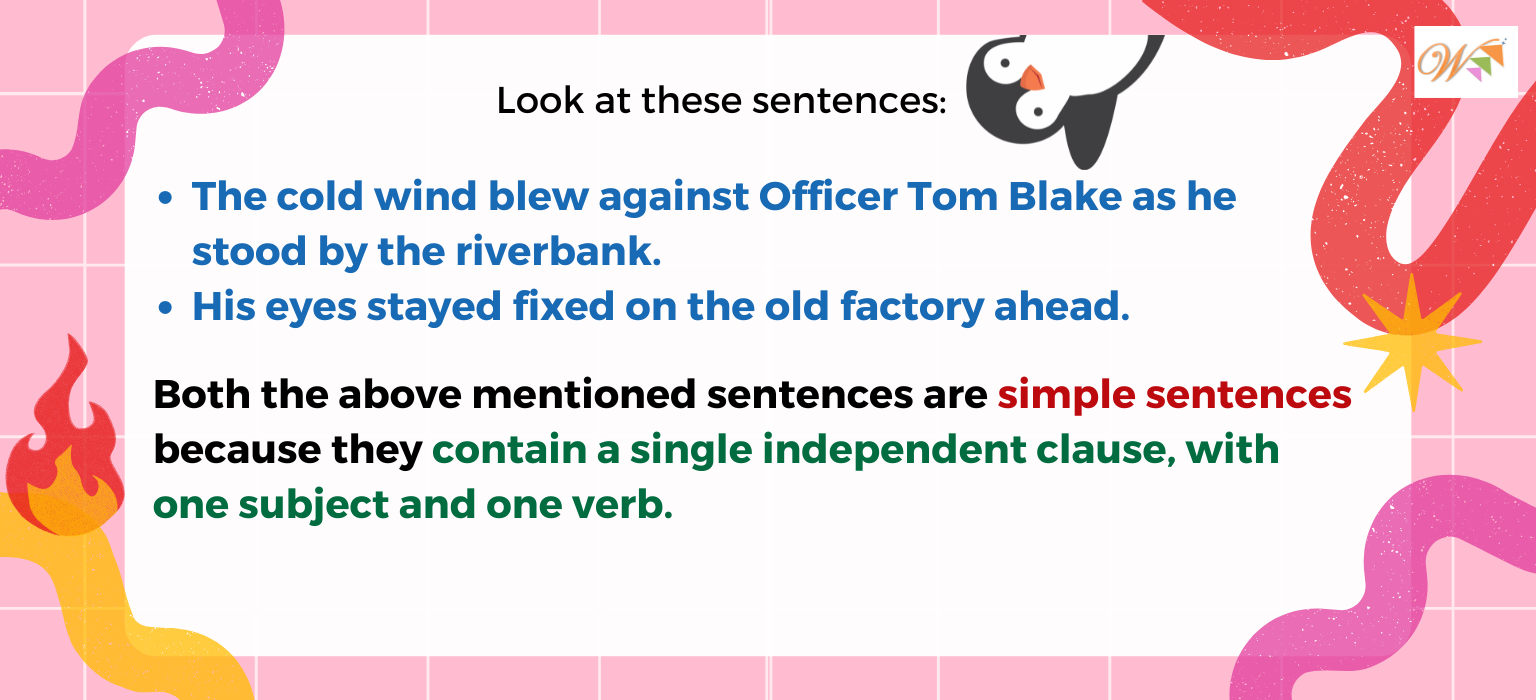 Look at these sentences:
W
• The cold wind blew against Officer Tom Blake as he
stood by the riverbank.
• His eyes stayed fixed on the old factory ahead.
Both the above mentioned sentences are simple sentences
because they contain a single independent clause, with
one subject and one verb.